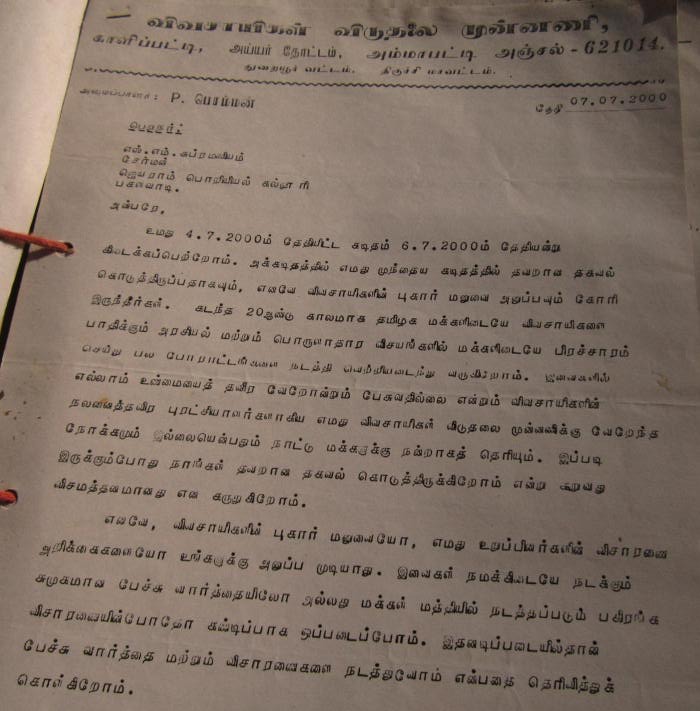 விவசாயிகள் விடுதலை முன்னணி,
காளிப்பட்டி, அய்யர் தோட்டம், அம்மாபட்டி அஞ்சல் - 621014.
துறையூர் வட்டம். திருச்சி மாவட்டம்.
அமைப்பாளர்: P. பொம்மன்
தேதி 07.07.2000
பெறுநர்
எஸ்.எம்.சுப்ரமணியம்
சேர்மன்
ஜெயராம் பொறியியல் கல்லூரி
பகளவாடி.
அன்பரே,
உமது 4.7.2000ம் தேதியிட்ட கடிதம் 6.7.2000ம் தேதியன்று
கிடைக்கப்பெற்றோம். அக்கடிதத்தில் எமது முந்தைய கடிதத்தில் தவறான தகவல்
கொடுத்திருப்பதாகவும், எனவே விவசாயிகளின் புகார் மனுவை அனுப்பவும் கோரி
இருந்தீர்கள். கடந்த 20ஆண்டு காலமாக தமிழக மக்களிடையே விவசாயிகளை
பாதிக்கும் அரசியல் மற்றும் பொருளாதார விசயங்களில் மக்களிடையே பிரச்சாரம்
செய்து பல போராட்டங்களை நடத்தி வெற்றியடைந்து வருகிறோம். இவைகளில்
எல்லாம் உண்மையைத் தவிர வேறோன்றும் பேசுவதில்லை என்றும் விவசாயிகளின்
நலனைத்தவிர புரட்சியாளர்களாகிய எமது விவசாயிகள் விடுதலை முன்னணிக்கு வேறெந்த
நோக்கமும் இல்லையென்பதும் நாட்டு மக்களுக்கு நன்றாகத் தெரியும். இப்படி
இருக்கும்போது நாங்கள் தவறான தகவல் கொடுத்திருக்கிறோம் என்று கூறுவது
விசமத்தனமானது என கருதுகிறோம்.
எனவே, விவசாயிகளின் புகார் மனுவையோ, எமது உறுப்பினர்களின் விசாரணை
அறிக்கைகளையோ உங்களுக்கு அனுப்ப முடியாது. இவைகள் நமக்கிடையே நடக்கும்
சுமுகமான பேச்சு வார்த்தையிலோ அல்லது மக்கள் மத்தியில் நடத்தப்படும் பகிரங்க
விசாரணையின்போதோ கண்டிப்பாக ஒப்படைப்போம். இதனடிப்படையில்தான்
பேச்சு வார்த்தை மற்றும் விசாரணைகளை நடத்துவோம் என்பதை தெரிவித்துக்
கொள்கிறோம்.